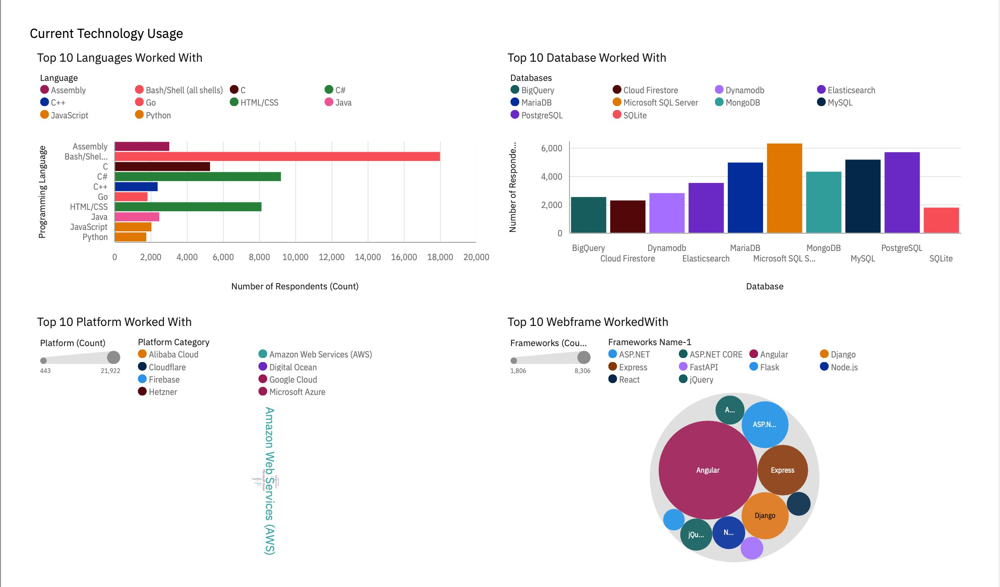 Current Technology Usage
Top 10 Languages Worked With
Language
Assembly Bash/Shell (all shells) C C#
C++ Go HTML/CSS Java
JavaScript Python
Programming Language
Assembly
Bash/Shel...
C
C#
C++
Go
HTML/CSS
Java
JavaScript
Python
0 2,000 4,000 6,000 8,000 10,000 12,000 14,000 16,000 18,000 20,000
Number of Respondents (Count)
Top 10 Database Worked With
Databases
BigQuery Cloud Firestore Dynamodb Elasticsearch
MariaDB Microsoft SQL Server MongoDB MySQL
PostgreSQL SQLite
Number of Responde...
6,000
4,000
2,000
0
BigQuery Dynamodb MariaDB MongoDB PostgreSQL
Cloud Firestore Elasticsearch Microsoft SQL S... MySQL SQLite
Database
Top 10 Platform Worked With
Platform (Count)
443 21,922
Platform Category
Alibaba Cloud Amazon Web Services (AWS)
Cloudflare Digital Ocean
Firebase Google Cloud
Hetzner Microsoft Azure
Amazon Web Services (AWS)
Microsoft Azure
Google Cloud
Cloudflare
Firebase
Top 10 Webframe WorkedWith
Frameworks (Cou...
1,806 8,306
Frameworks Name-1
ASP.NET ASP.NET CORE Angular Django
Express FastAPI Flask Node.js
React jQuery
A...
ASP.N...
Angular
Express
Django
N...
jQu...